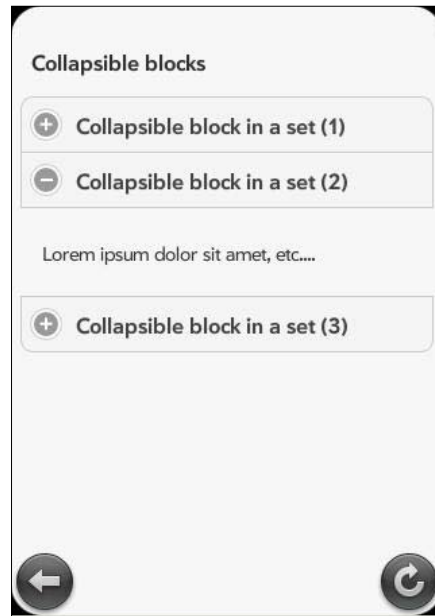 Collapsible blocks
Collapsible block in a set (1)
Collapsible block in a set (2)
Lorem ipsum dolor sit amet, etc....
Collapsible block in a set (3)